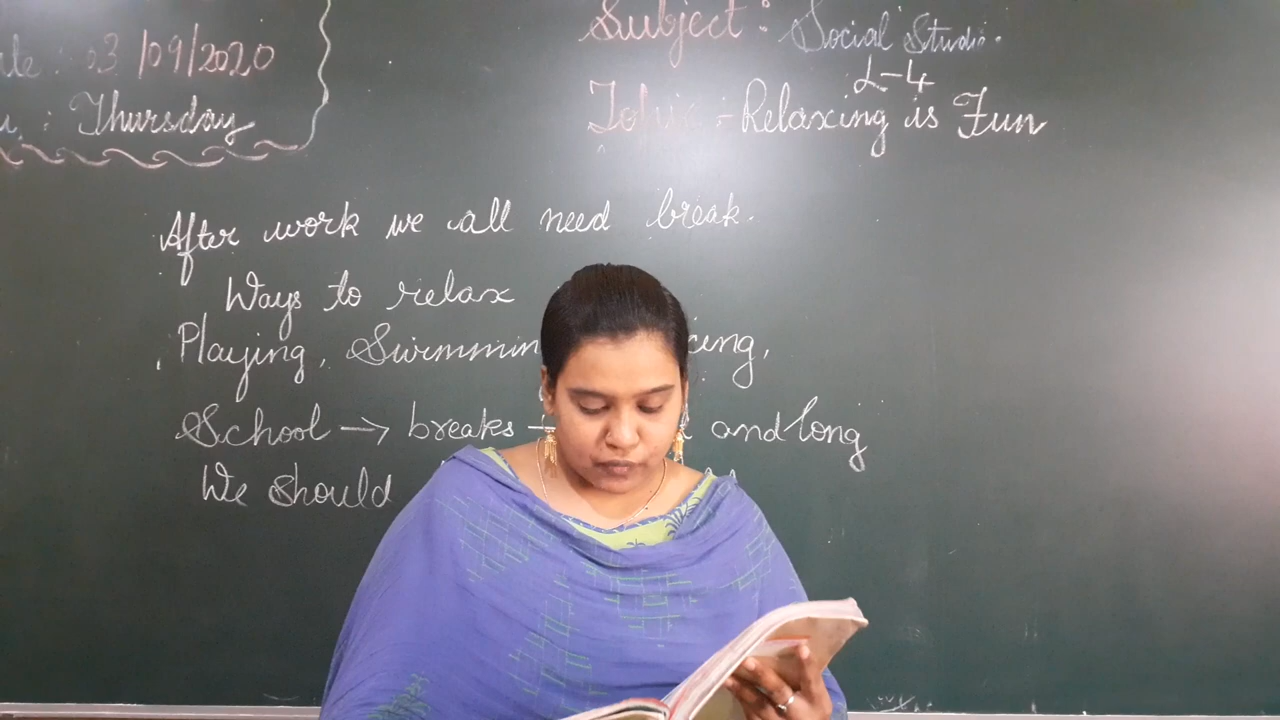 03/09/2020
: Thursday
Subject : Social Studies
L-4
Topic :- Relaxing is Fun
After work we all need break.
Ways to relax
Playing, Swimmin cing,
School → breaks → and long
We should